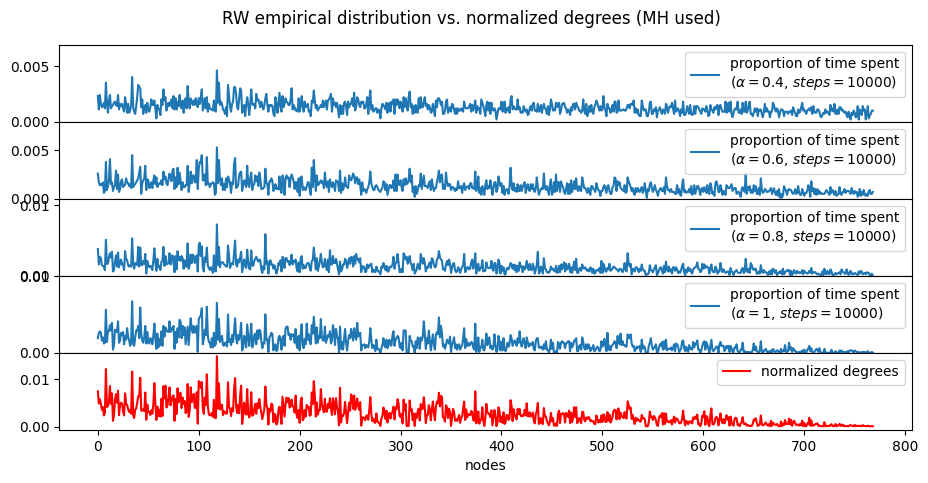 RW empirical distribution vs. normalized degrees (MH used)
0.005
proportion of time spent
(α = 0.4, steps = 10000)
0.000
0.005
proportion of time spent
(α = 0.6, steps = 10000)
0.000
0.01
proportion of time spent
(α = 0.8, steps = 10000)
0.00
0.01
proportion of time spent
(α = 1, steps = 10000)
0.00
0.01
normalized degrees
0.00
0 100 200 300 400 500 600 700 800
nodes